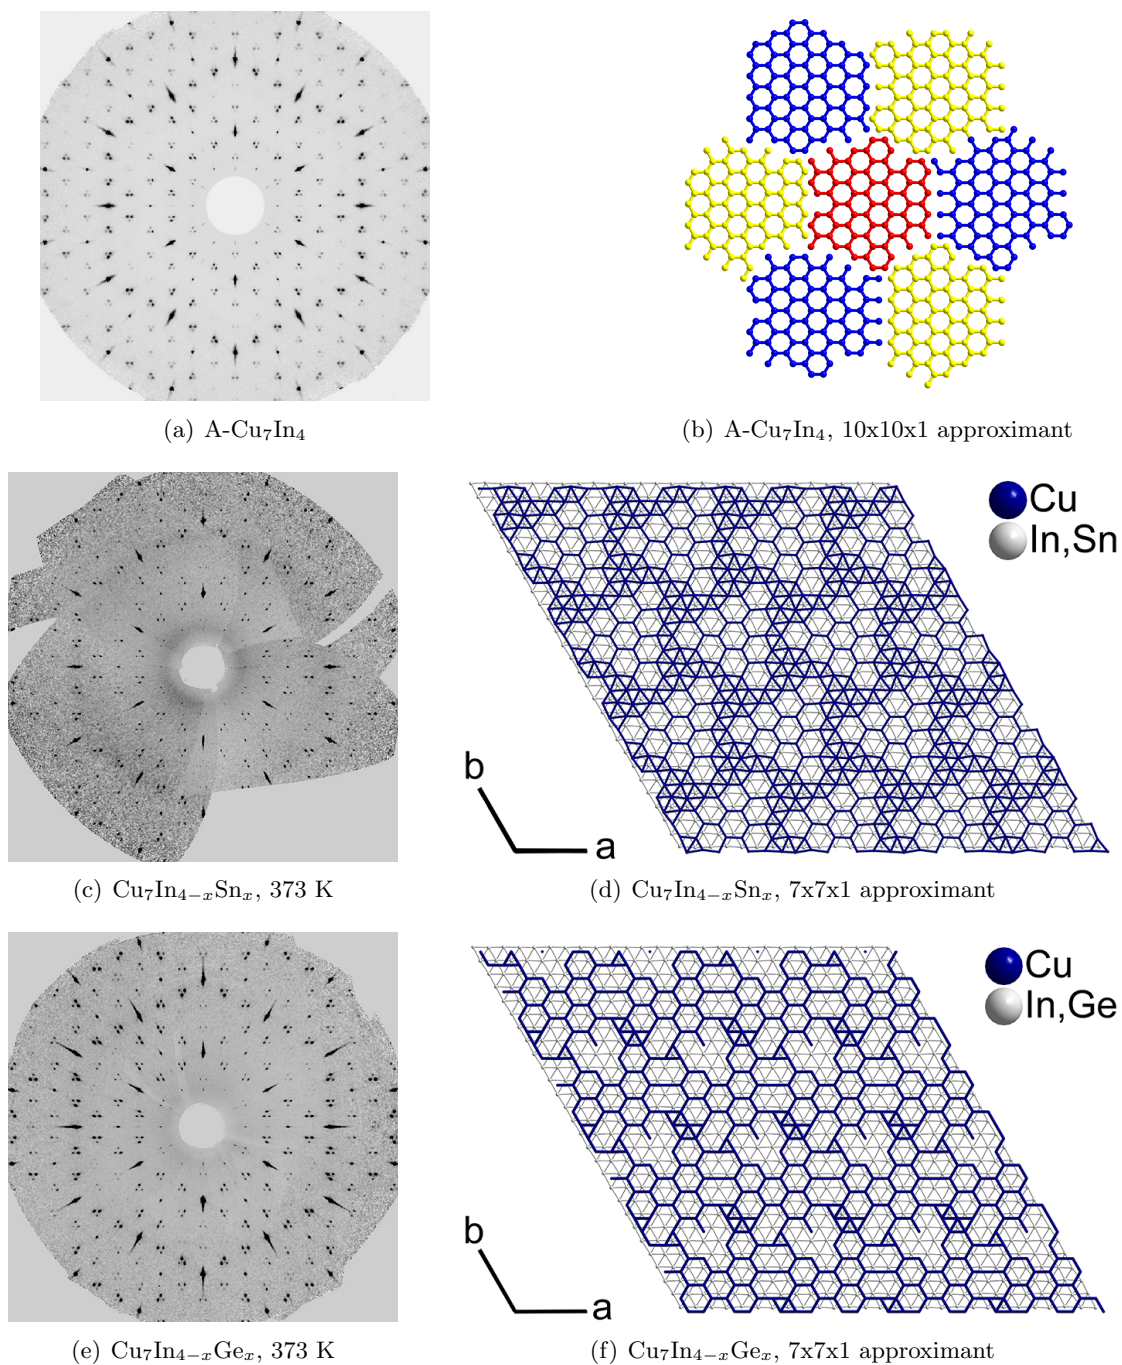 (a) A-Cu₇In₄
(b) A-Cu₇In₄, 10x10x1 approximant
Cu
In,Sn
b
a
(c) Cu₇In₄₋ₓSnₓ, 373 K
(d) Cu₇In₄₋ₓSnₓ, 7x7x1 approximant
Cu
In,Ge
b
a
(e) Cu₇In₄₋ₓGeₓ, 373 K
(f) Cu₇In₄₋ₓGeₓ, 7x7x1 approximant